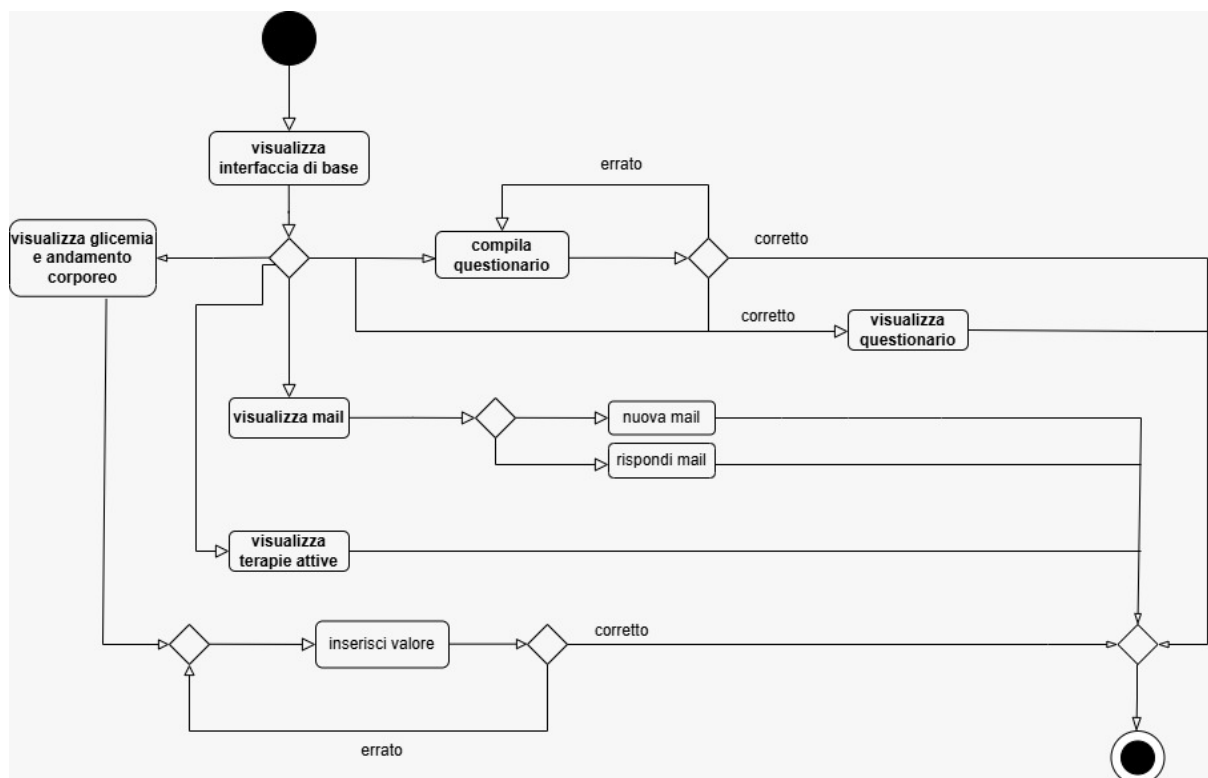 visualizza
interfaccia di base
errato
visualizza glicemia
e andamento
corporeo
compila
questionario
corretto
corretto
visualizza
questionario
visualizza mail
nuova mail
rispondi mail
visualizza
terapie attive
inserisci valore
corretto
errato